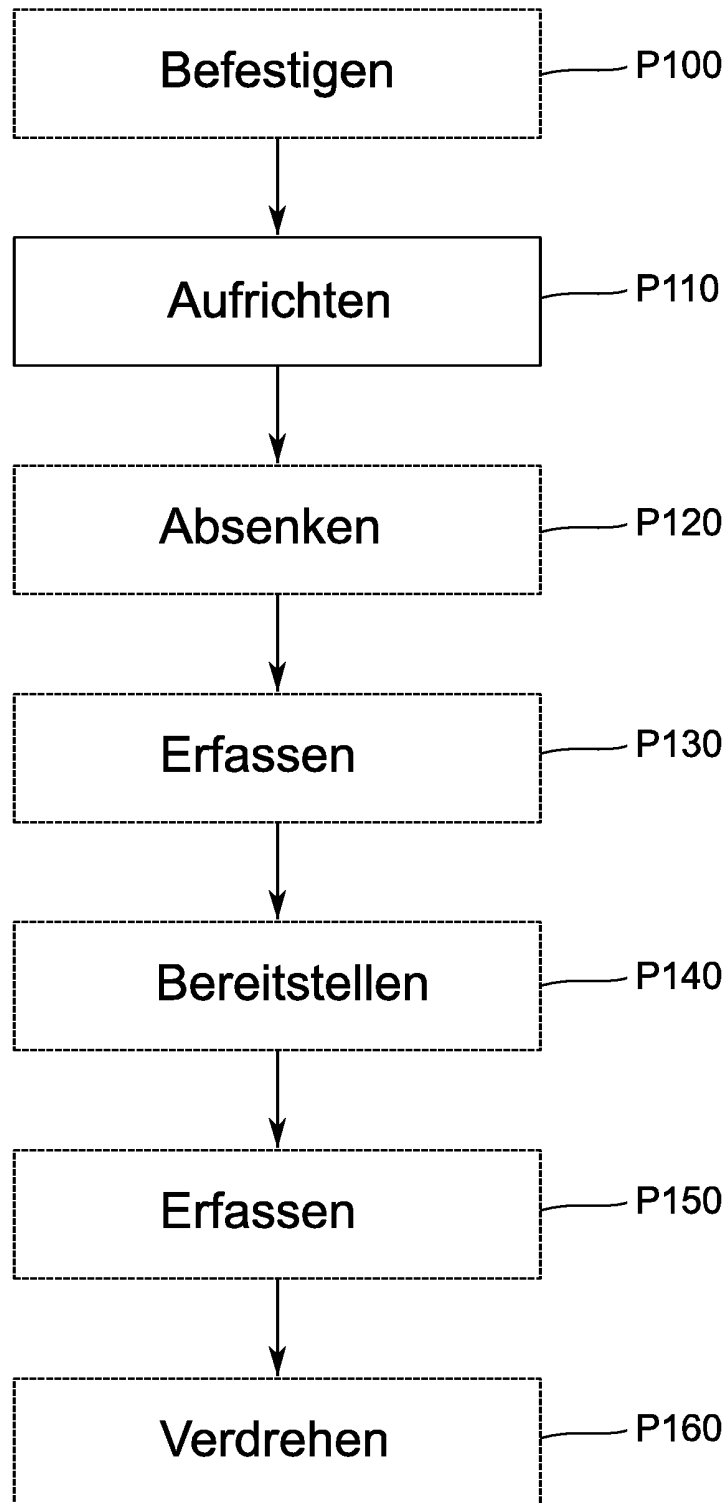 Befestigen P100
Aufrichten P110
Absenken P120
Erfassen P130
Bereitstellen P140
Erfassen P150
Verdrehen P160